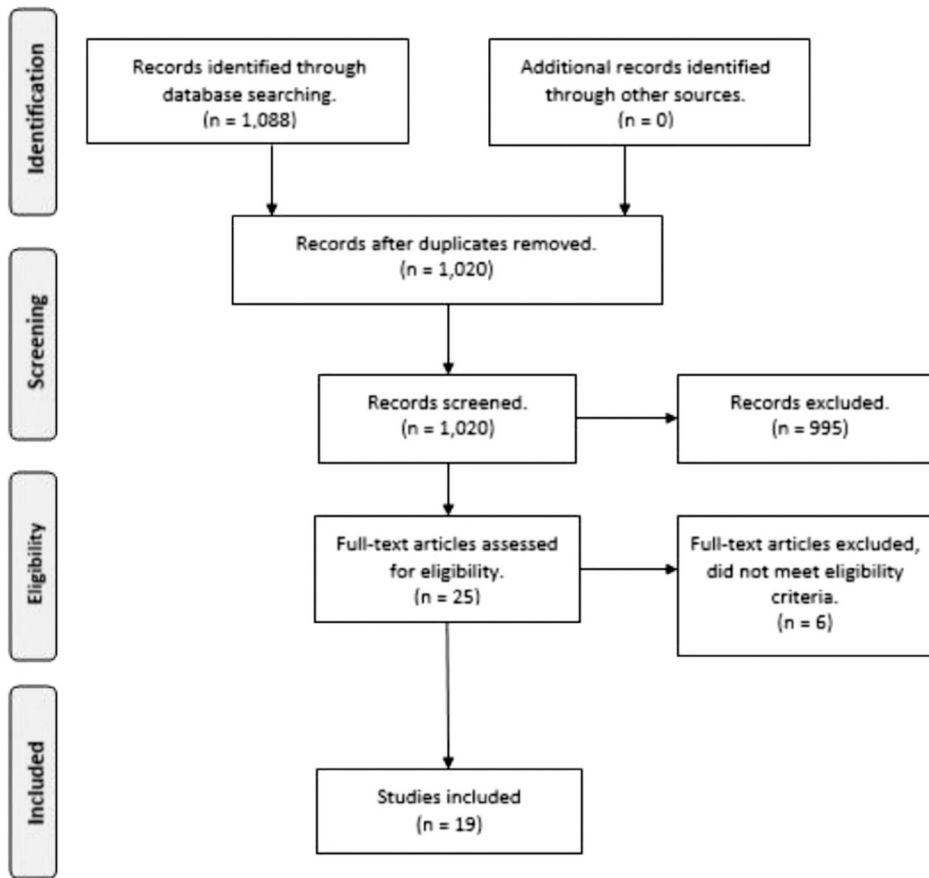 Identification
Records identified through
database searching.
(n = 1,088)
Additional records identified
through other sources.
(n = 0)
Records after duplicates removed.
(n = 1,020)
Screening
Records screened.
(n = 1,020)
Records excluded.
(n = 995)
Eligibility
Full-text articles assessed
for eligibility.
(n = 25)
Full-text articles excluded,
did not meet eligibility
criteria.
(n = 6)
Included
Studies included
(n = 19)